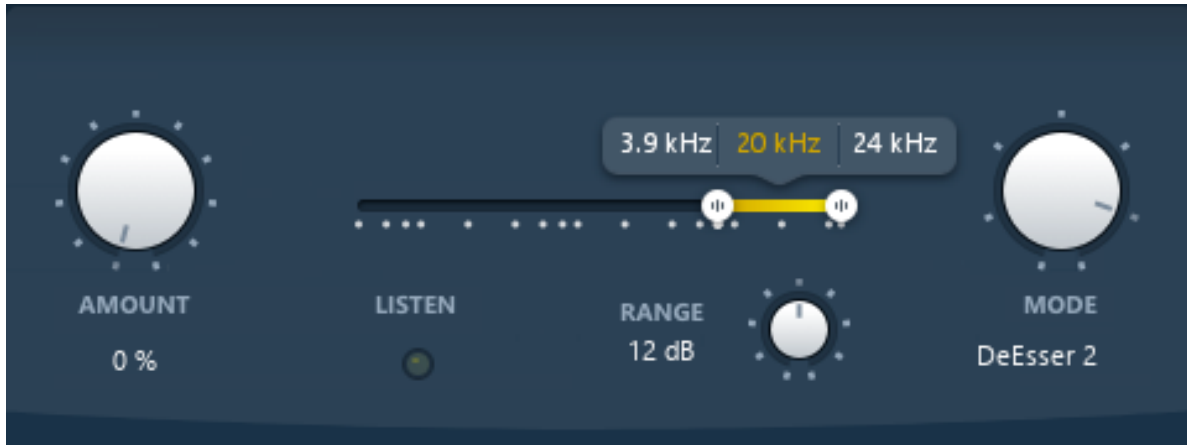 3.9 kHz 20 kHz 24 kHz
AMOUNT
0 %
LISTEN
RANGE
12 dB
MODE
DeEsser 2